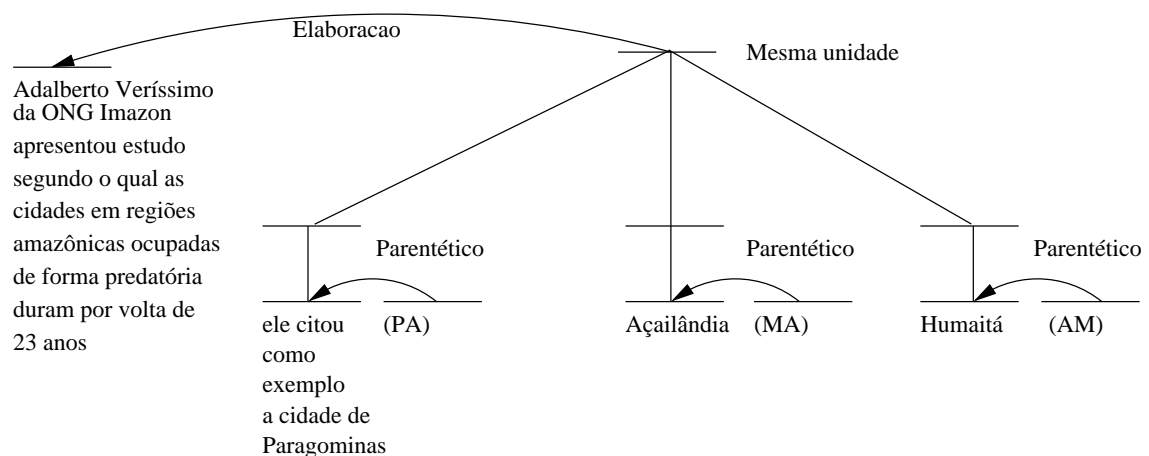 Elaboracao
Mesma unidade
Adalberto Veríssimo
da ONG Imazon
apresentou estudo
segundo o qual as
cidades em regiões
amazônicas ocupadas
de forma predatória
duram por volta de
23 anos
Parentético
ele citou
como
exemplo
a cidade de
Paragominas
(PA)
Parentético
Açailândia
(MA)
Parentético
Humaitá
(AM)